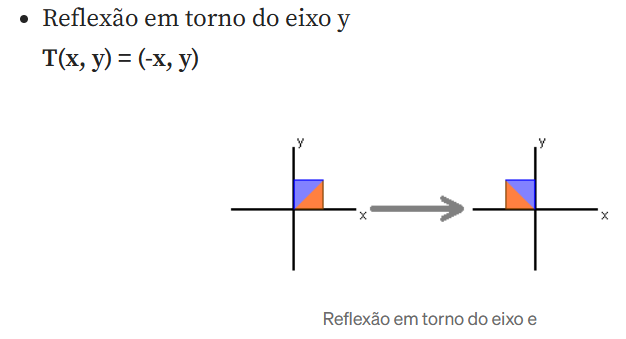 • Reflexão em torno do eixo y
T(x, y) = (-x, y)
y
x
y
x
Reflexão em torno do eixo e